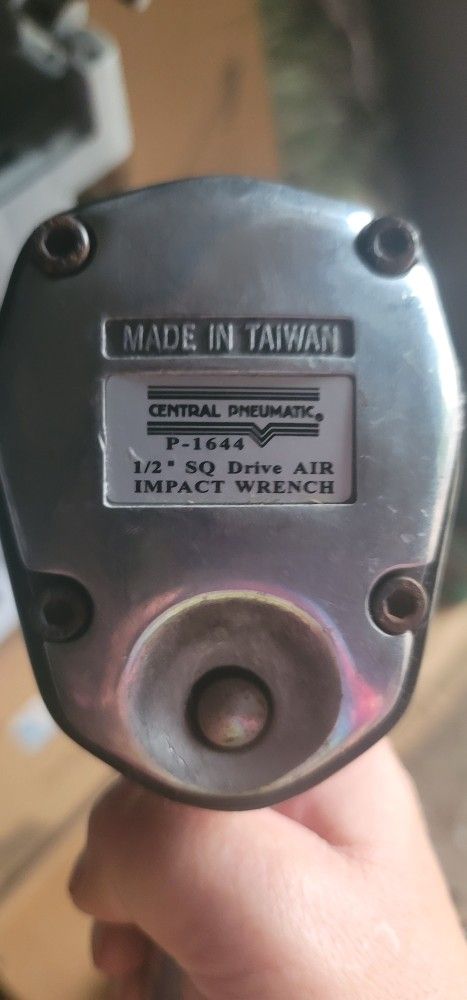 MADE IN TAIWAN
CENTRAL PNEUMATIC®
P-1644
1/2" SQ Drive AIR
IMPACT WRENCH